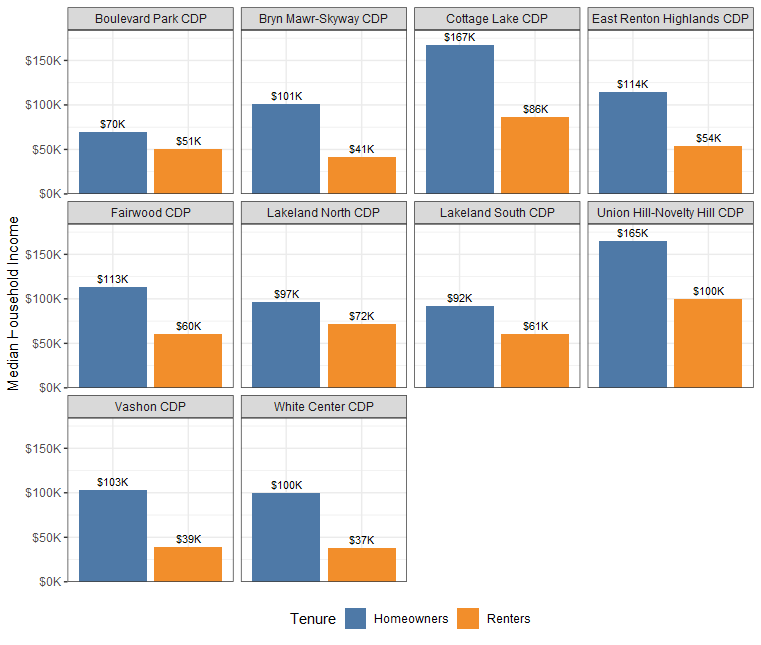 Boulevard Park CDP
Bryn Mawr-Skyway CDP
Cottage Lake CDP
East Renton Highlands CDP
$150K
$100K
$50K
$0K
$70K
$51K
$101K
$41K
$167K
$86K
$114K
$54K
Median Household Income
Fairwood CDP
Lakeland North CDP
Lakeland South CDP
Union Hill-Novelty Hill CDP
$150K
$100K
$50K
$0K
$113K
$60K
$97K
$72K
$92K
$61K
$165K
$100K
Vashon CDP
White Center CDP
$150K
$100K
$50K
$0K
$103K
$39K
$100K
$37K
Tenure Homeowners Renters